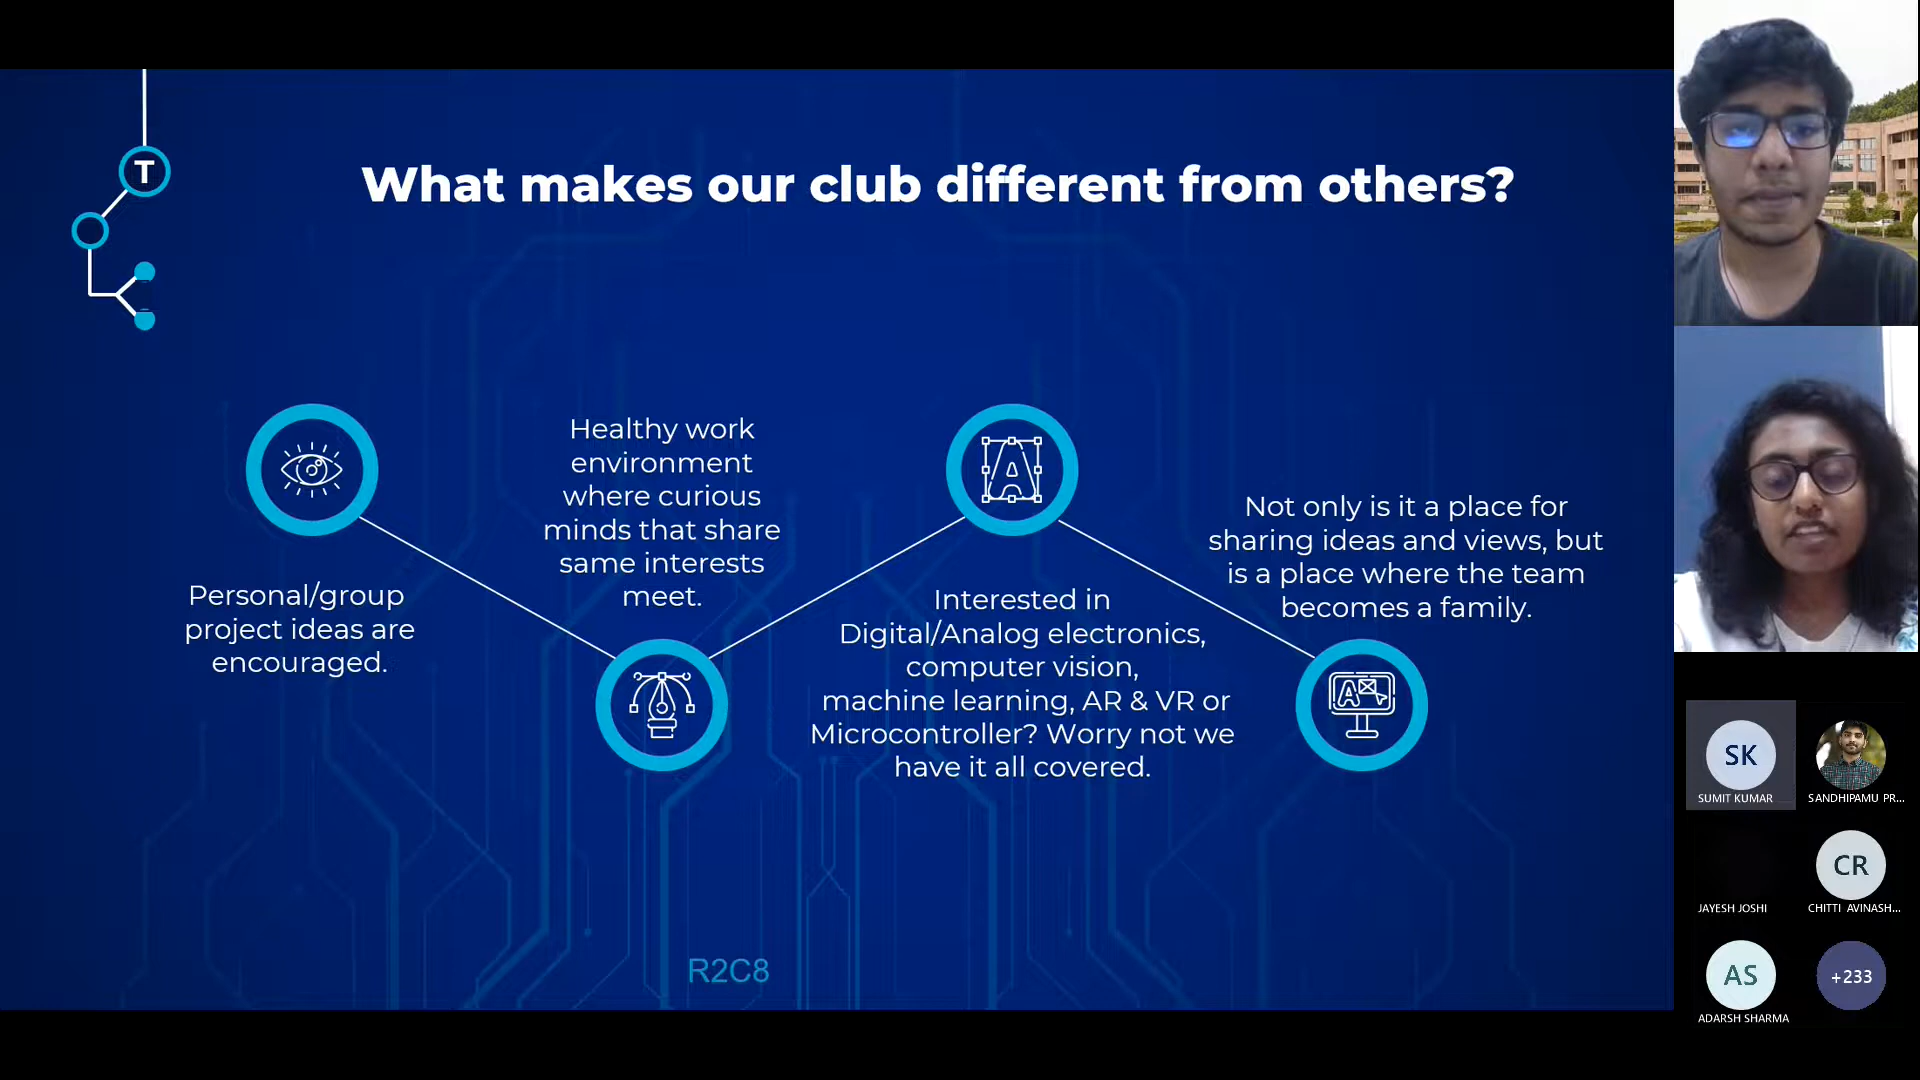 T
What makes our club different from others?
Personal/group
project ideas are
encouraged.
Healthy work
environment
where curious
minds that share
same interests
meet.
A
Interested in
Digital/Analog electronics,
computer vision,
machine learning, AR & VR or
Microcontroller? Worry not we
have it all covered.
Not only is it a place for
sharing ideas and views, but
is a place where the team
becomes a family.
A
R2C8
SK
SUMIT KUMAR
SANDHIPAMU PR...
JAYESH JOSHI
CR
CHITTI AVINASH...
AS
ADARSH SHARMA
+233